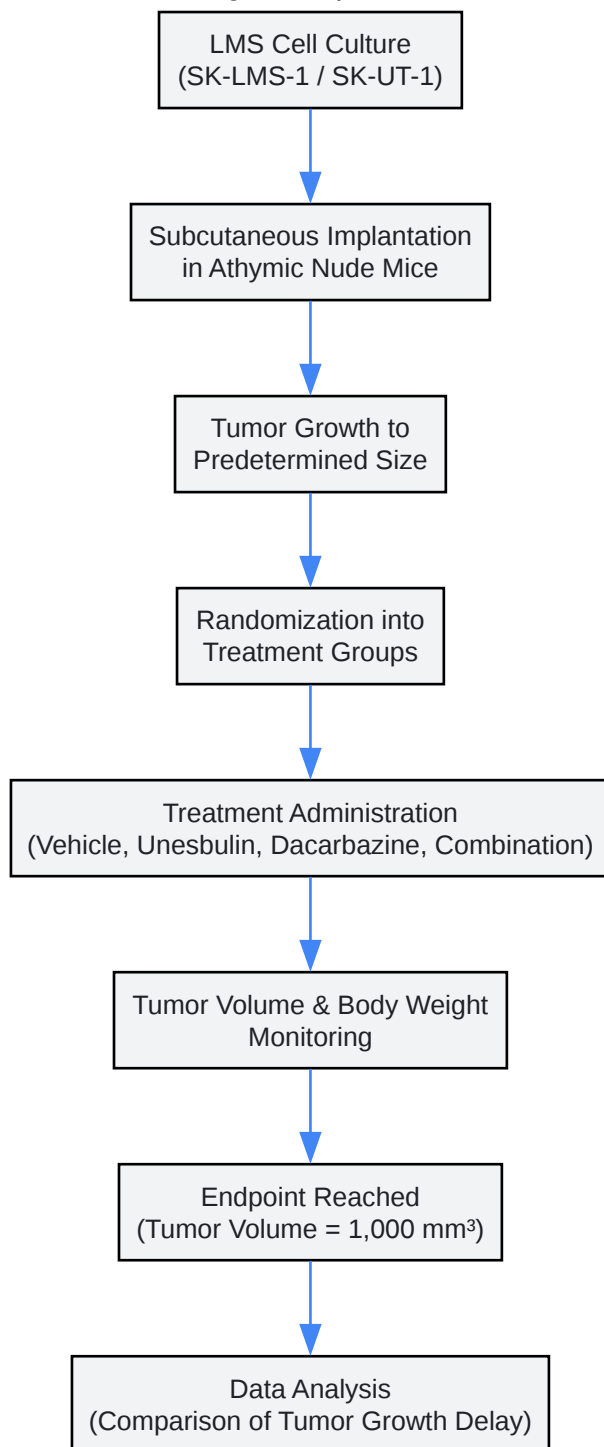 LMS Cell Culture
(SK-LMS-1 / SK-UT-1)
Subcutaneous Implantation
in Athymic Nude Mice
Tumor Growth to
Predetermined Size
Randomization into
Treatment Groups
Treatment Administration
(Vehicle, Unesbulin, Dacarbazine, Combination)
Tumor Volume & Body Weight
Monitoring
Endpoint Reached
(Tumor Volume = 1,000 mm³)
Data Analysis
(Comparison of Tumor Growth Delay)